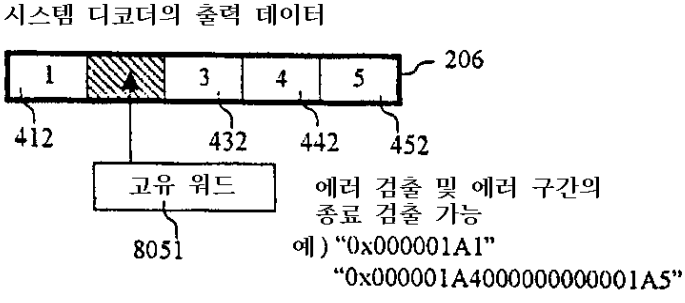 시스템 디코더의 출력 데이터
1 3 4 5 206
412 432 442 452
고유 워드
8051
에러 검출 및 에러 구간의
종료 검출 가능
예) “0x000001A1”
“0x000001A4000000000001A5”